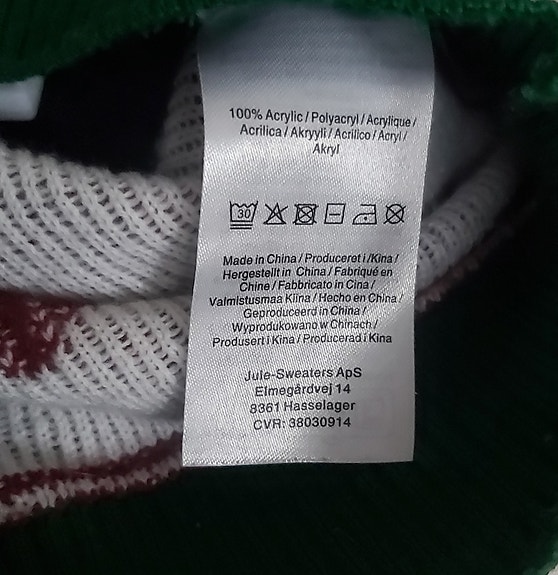 100% Acrylic / Polyacryl / Acrylique /
Acrilica / Akryyli / Acrilico / Acryl /
Akryl
30
Made in China / Produceret i /Kina /
Hergestellt in China / Fabriqué en
Chine / Fabbricato in Cina /
Valmistusmaa Kiina / Hecho en China /
Geproduceerd in China /
Wyprodukowano w Chinach /
Produsert i Kina / Producerad i Kina
Jule-Sweaters ApS
Elmegårdvej 14
8361 Hasselager
CVR: 38030914